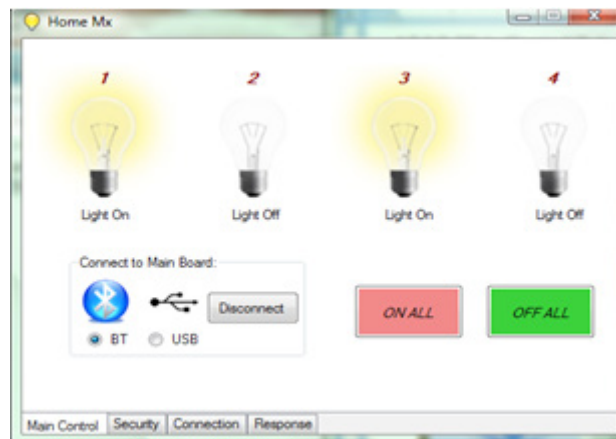 Home Mx
1 2 3 4
Light On Light Off Light On Light Off
Connect to Main Board:
Disconnect
BT USB
ON ALL OFF ALL
Main Control Security Connection Response